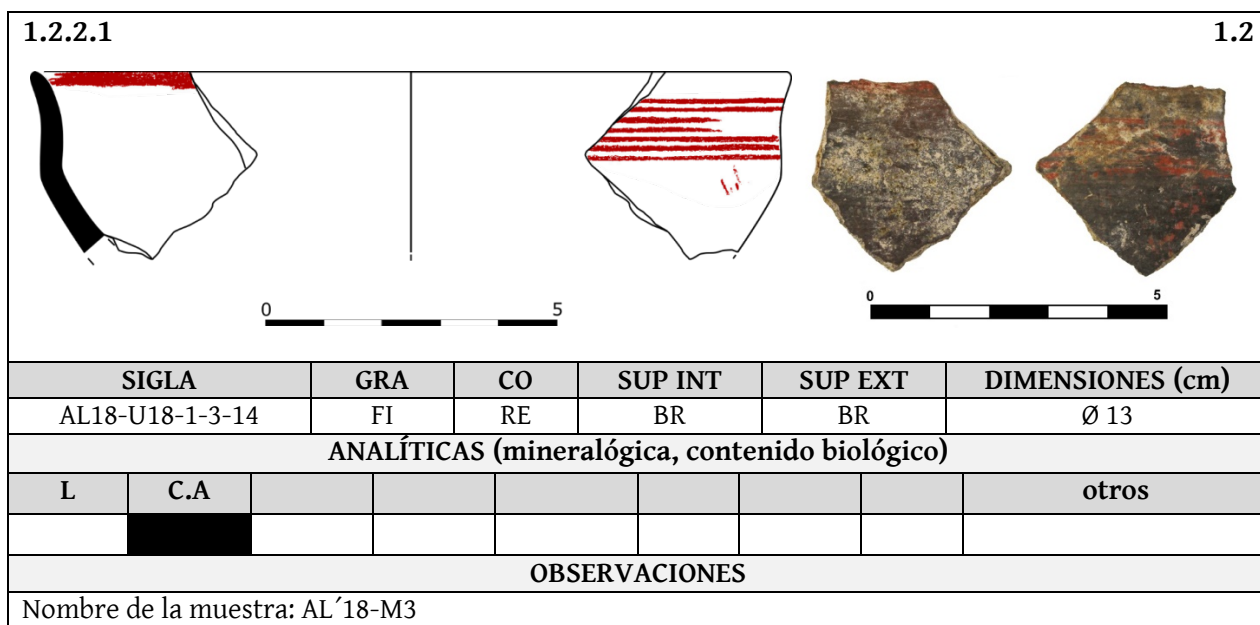 1.2.2.1 1.2
0 5
0 5
SIGLA GRA CO SUP INT SUP EXT DIMENSIONES (cm)
AL18-U18-1-3-14 FI RE BR BR Ø 13
ANALÍTICAS (mineralógica, contenido biológico)
L C.A otros
OBSERVACIONES
Nombre de la muestra: AL´18-M3